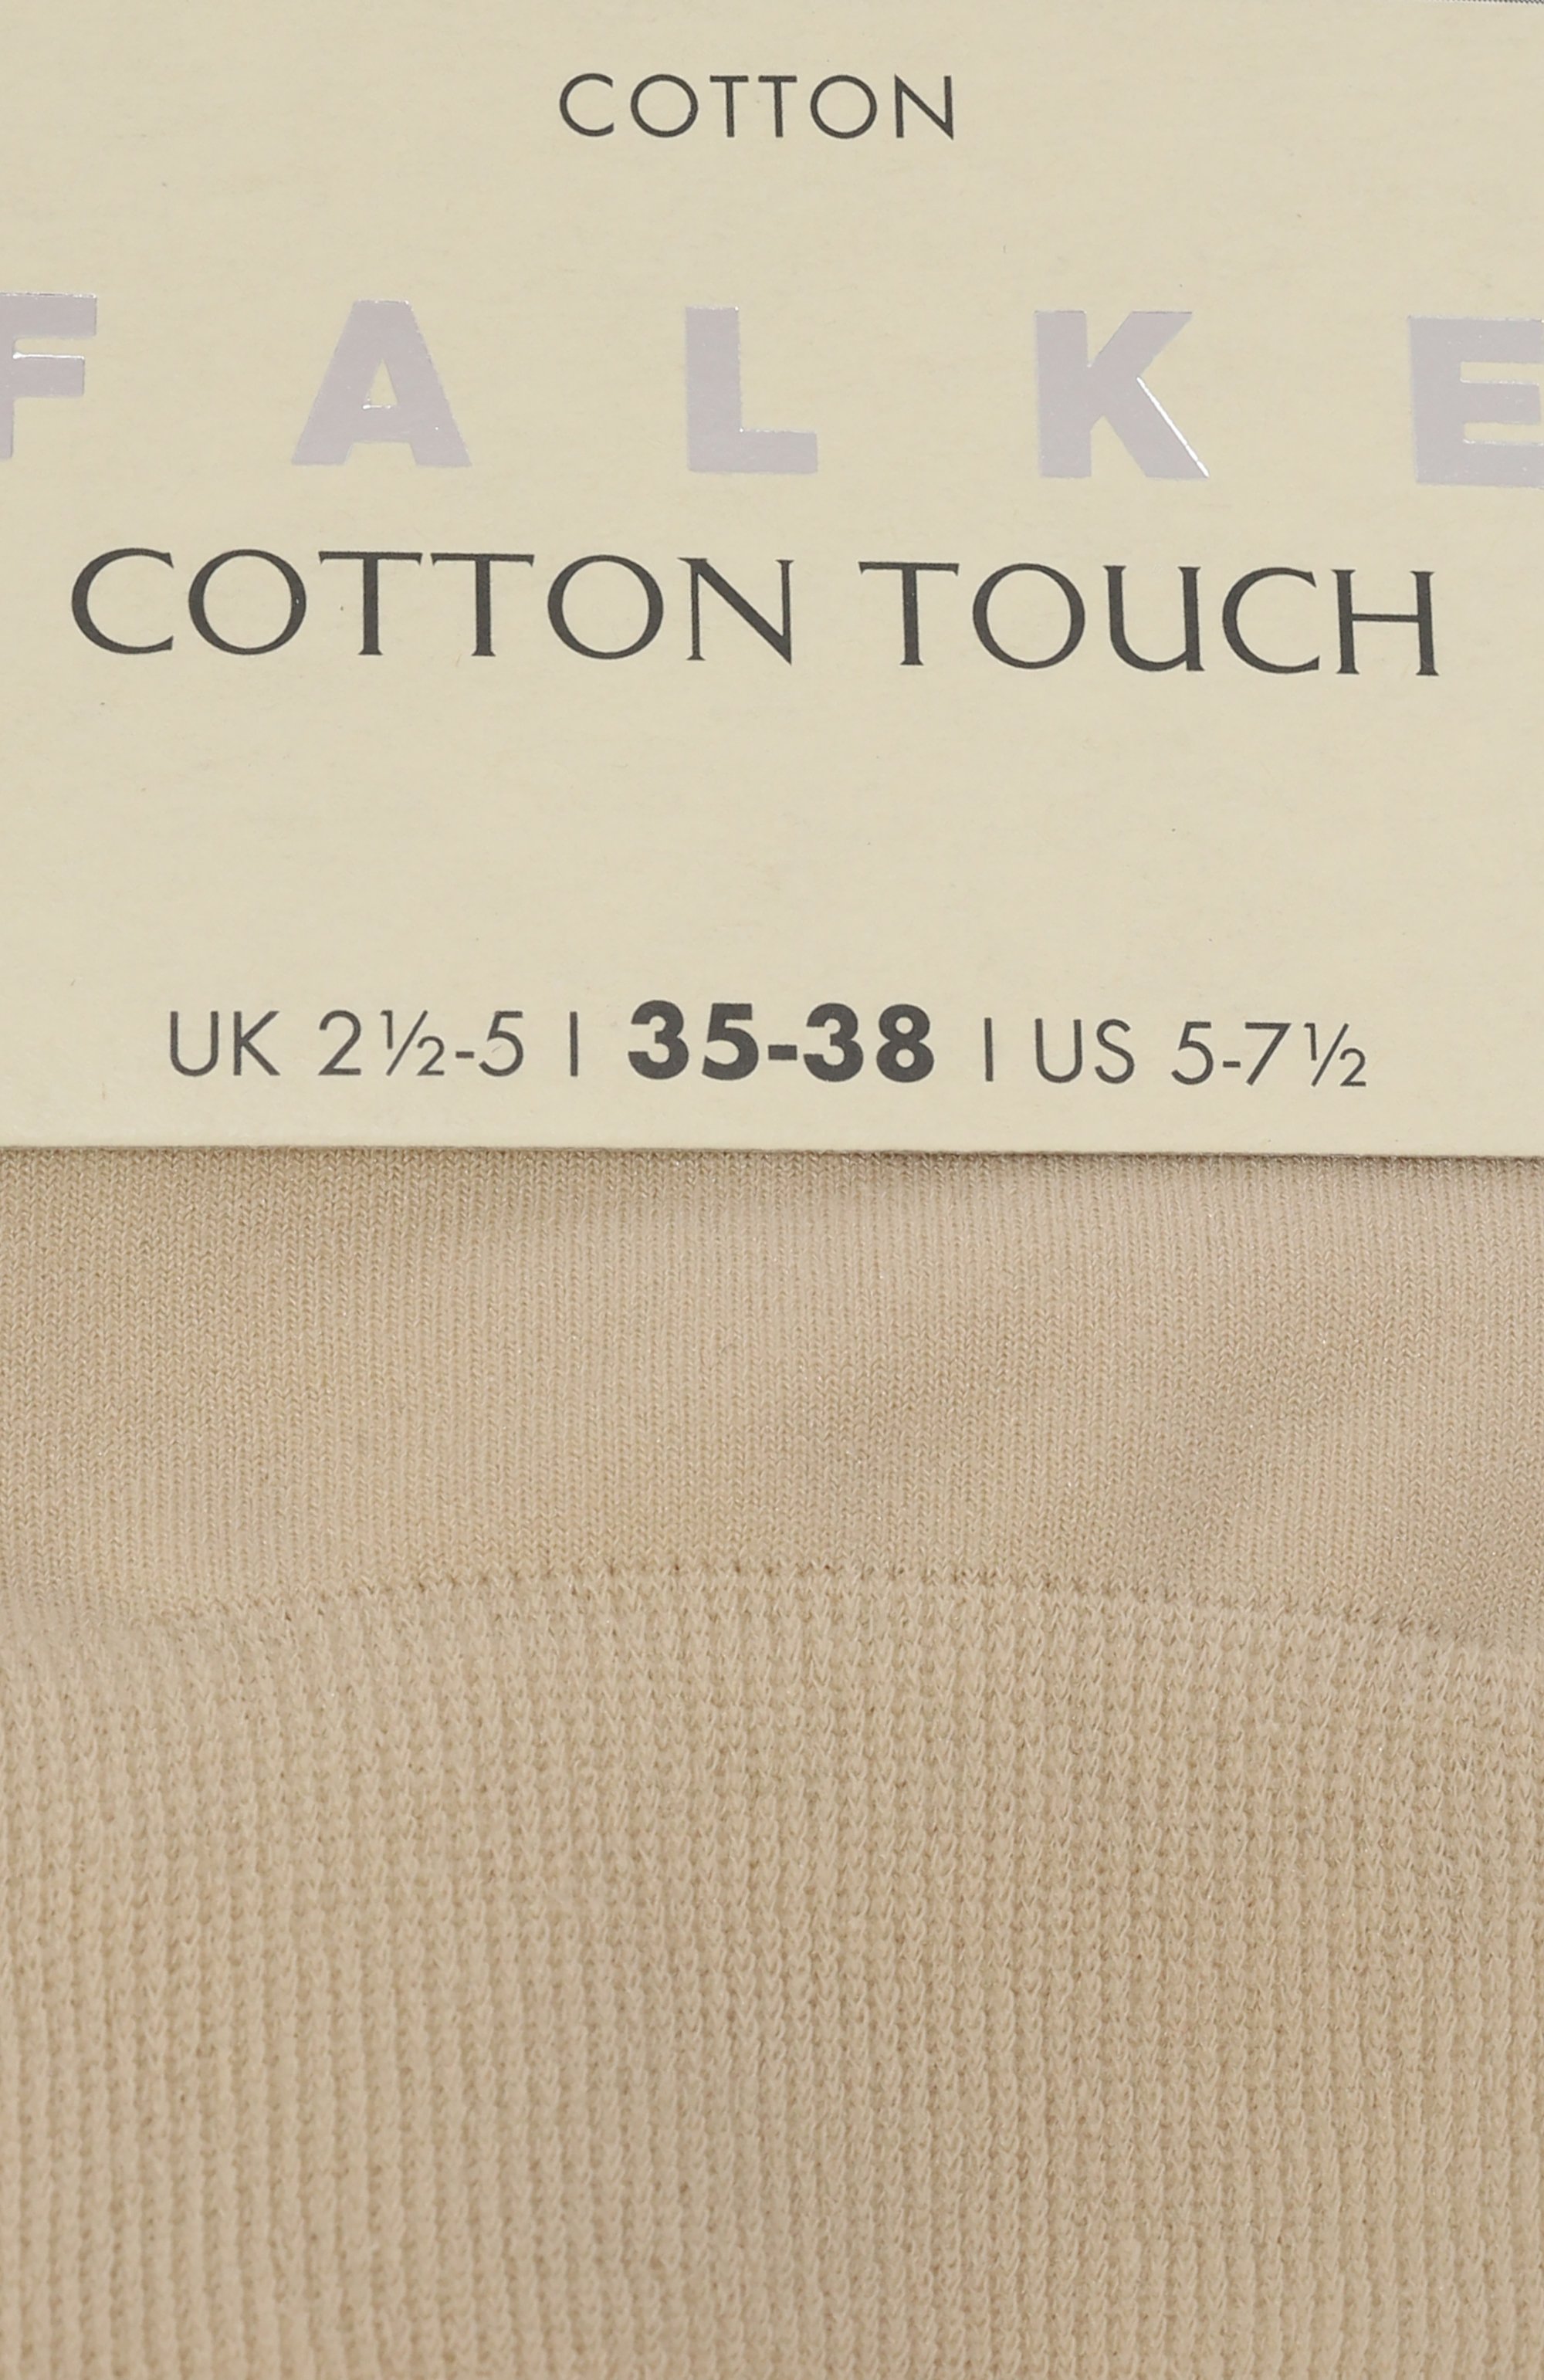 COTTON
FALKE
COTTON TOUCH
UK 2½-5 | 35-38 | US 5-7½